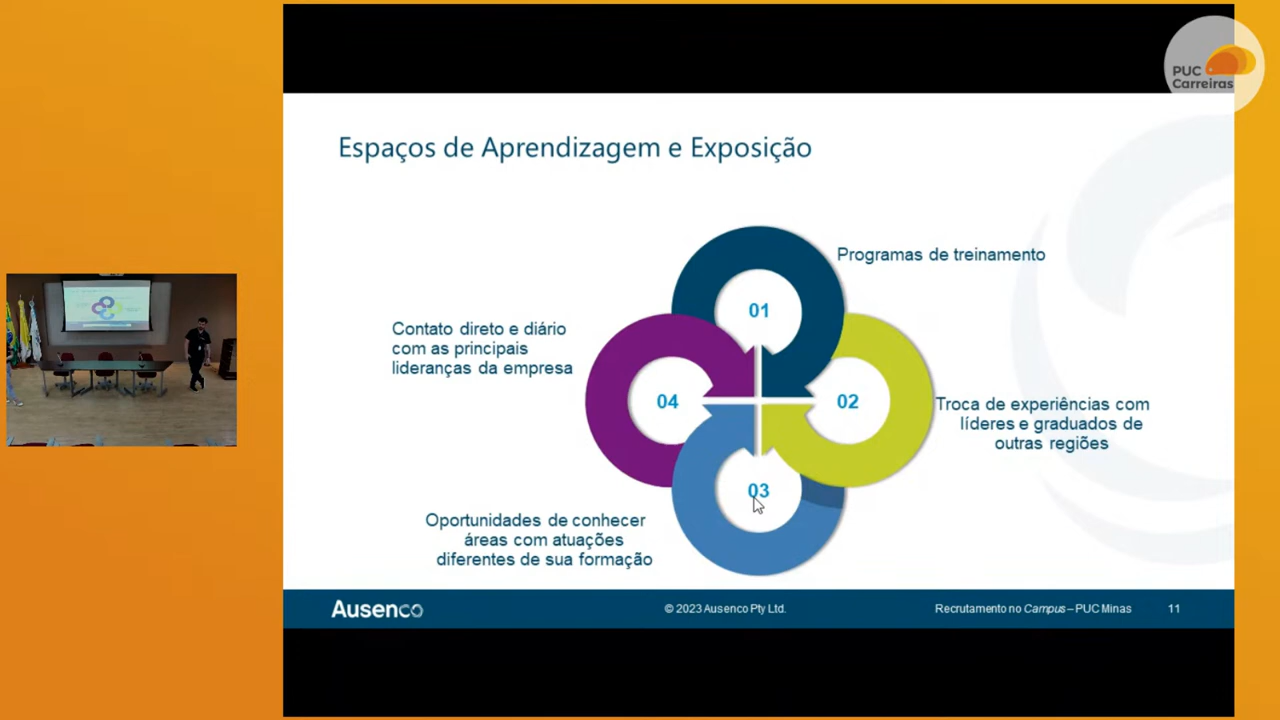 PUC
Carreiras
Espaços de Aprendizagem e Exposição
01
Programas de treinamento
Contato direto e diário
com as principais
lideranças da empresa
04
02
Troca de experiências com
líderes e graduados de
outras regiões
03
Oportunidades de conhecer
áreas com atuações
diferentes de sua formação
Ausenco
© 2023 Ausenco Pty Ltd.
Recrutamento no Campus – PUC Minas
11